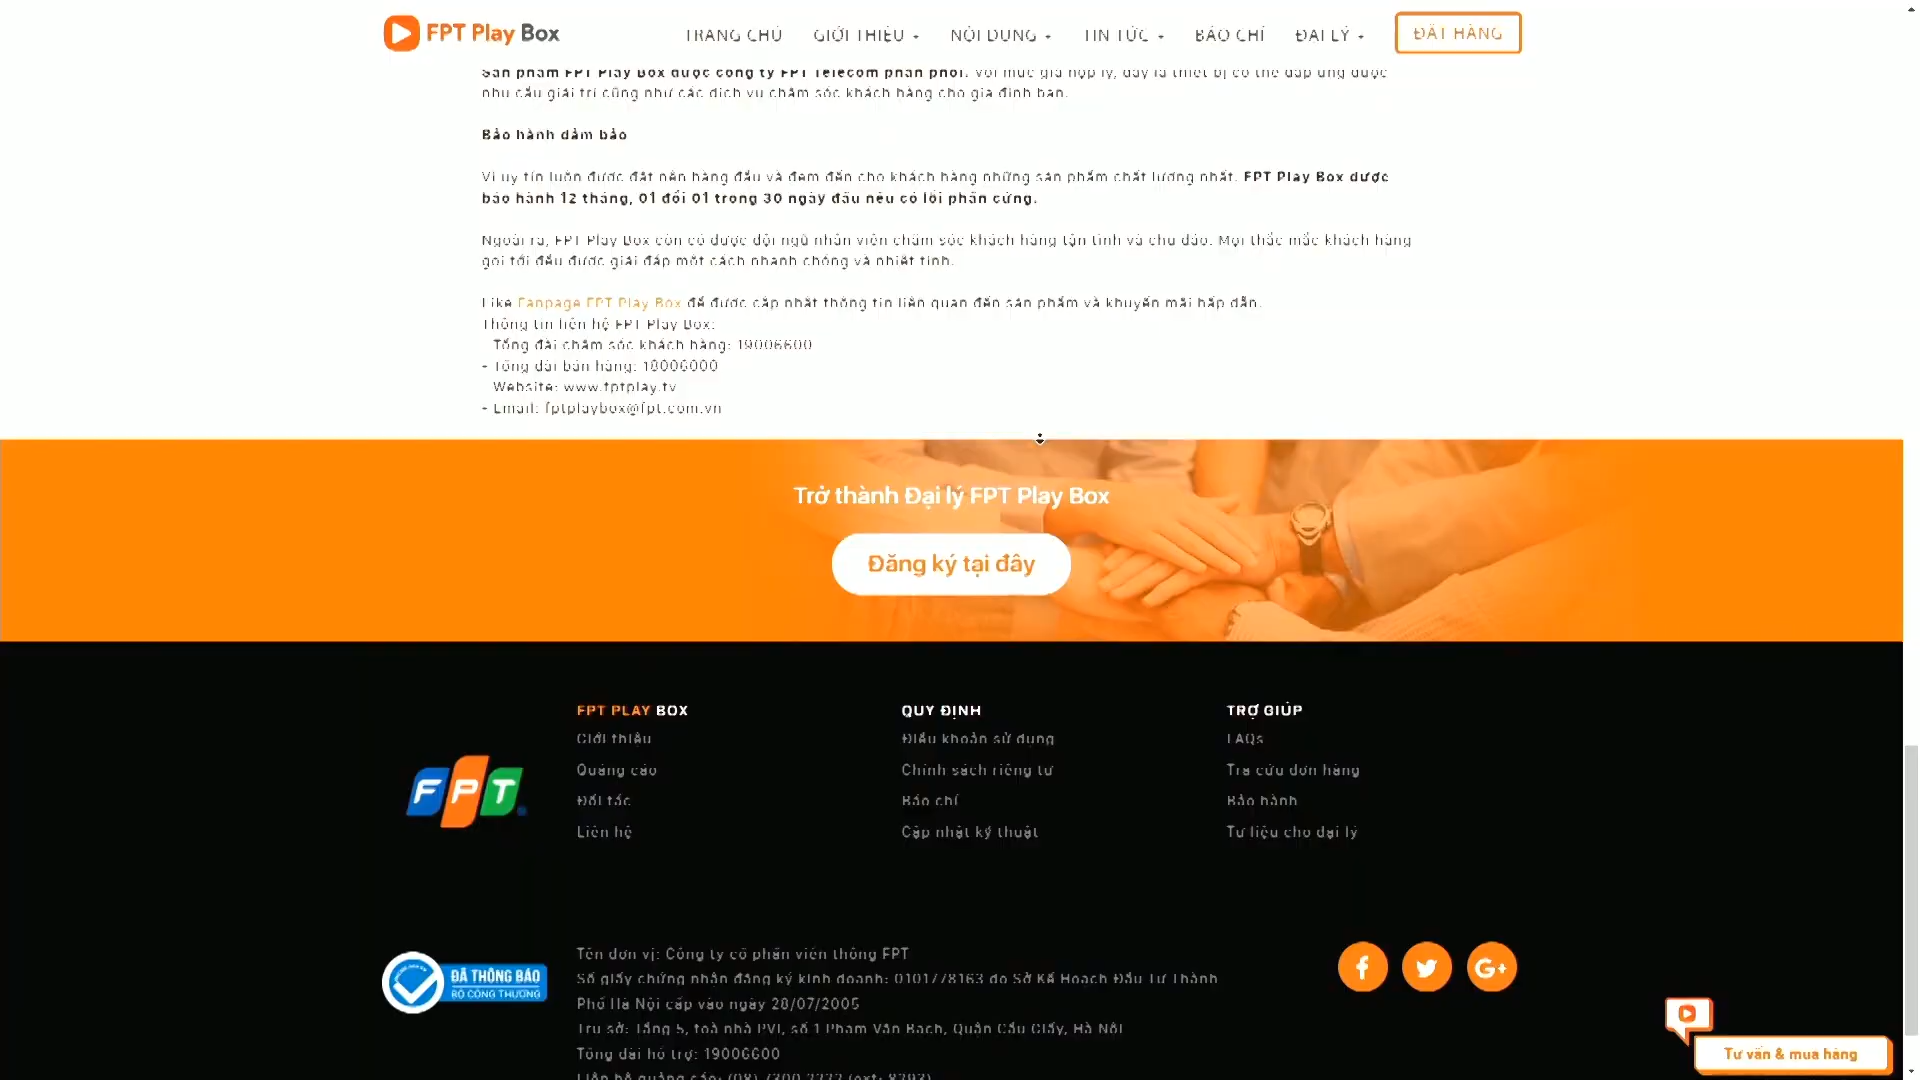 FPT Play Box
TRANG CHỦ GIỚI THIỆU NỘI DUNG TIN TỨC BÁO CHÍ ĐẠI LÝ ĐẶT HÀNG
Sản phẩm FPT Play Box được công ty FPT Telecom phân phối. Với mức giá hợp lý, đây là thiết bị có thể đáp ứng được
nhu cầu giải trí cũng như các dịch vụ chăm sóc khách hàng cho gia đình bạn.
Bảo hành đảm bảo
Vì uy tín luôn được đặt nên hàng đầu và đem đến cho khách hàng những sản phẩm chất lượng nhất. FPT Play Box được
bảo hành 12 tháng, 01 đổi 01 trong 30 ngày đầu nếu có lỗi phần cứng.
Ngoài ra, FPT Play Box còn có được đội ngũ nhân viên chăm sóc khách hàng tận tình và chu đáo. Mọi thắc mắc khách hàng
gọi tới đều được giải đáp một cách nhanh chóng và nhiệt tình.
Like Fanpage FPT Play Box để được cập nhật thông tin liên quan đến sản phẩm và khuyến mãi hấp dẫn.
Thông tin liên hệ FPT Play Box:
- Tổng đài chăm sóc khách hàng: 19006600
- Tổng đài bán hàng: 18006000
- Website: www.fptplay.tv
- Email: fptplaybox@fpt.com.vn
Trở thành Đại lý FPT Play Box
Đăng ký tại đây
FPT PLAY BOX
Giới thiệu
Quảng cáo
Đối tác
Liên hệ
QUY ĐỊNH
Điều khoản sử dụng
Chính sách riêng tư
Báo chí
Cập nhật kỹ thuật
TRỢ GIÚP
FAQs
Tra cứu đơn hàng
Bảo hành
Tư liệu cho đại lý
FPT
ĐÃ THÔNG BÁO
BỘ CÔNG THƯƠNG
Tên đơn vị: Công ty cổ phần viễn thông FPT
Số giấy chứng nhận đăng ký kinh doanh: 0101778163 do Sở Kế Hoạch Đầu Tư Thành
Phố Hà Nội cấp vào ngày 28/07/2005
Trụ sở: Tầng 5, toà nhà PVI, số 1 Phạm Văn Bạch, Quận Cầu Giấy, Hà Nội
Tổng đài hỗ trợ: 19006600
Liên hệ quảng cáo: (08) 7300 2222 (ext: 8293)
Tư vấn & mua hàng